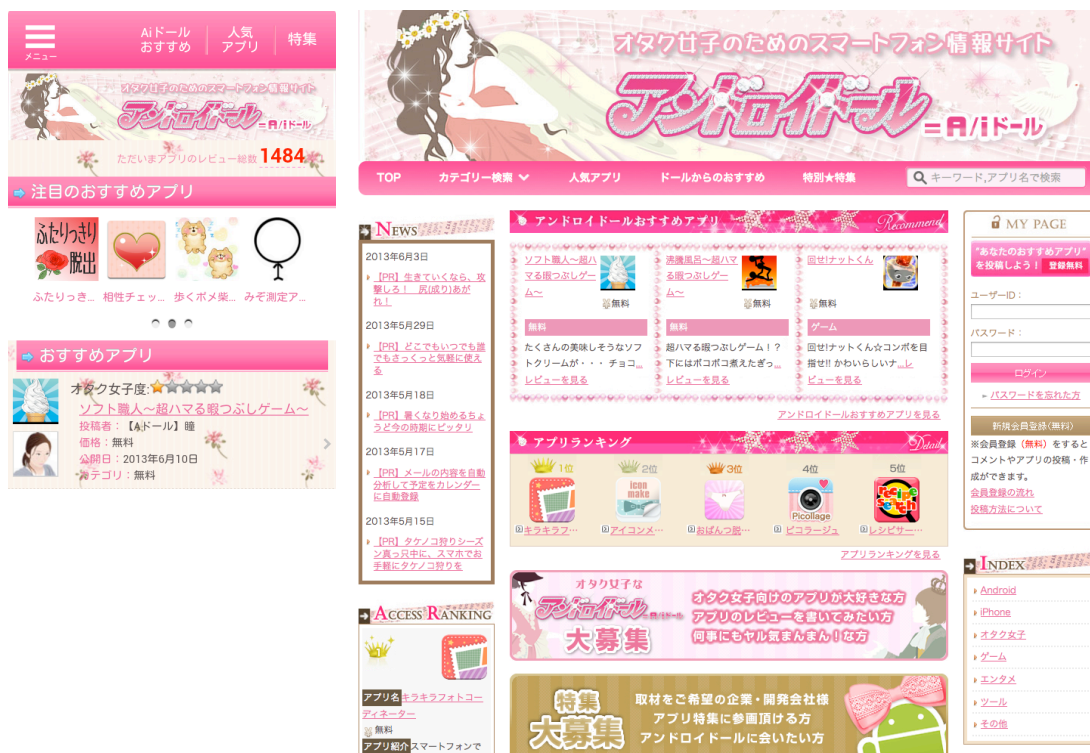 メニュー
Aiドール
おすすめ
人気
アプリ
特集
オタク女子のためのスマートフォン情報サイト
アンドロイドール
=A/iドール
ただいまアプリのレビュー総数 1484
注目のおすすめアプリ
ふたりっきり
脱出
ふたりっき...
相性チェッ...
歩くポメ柴...
みぞ測定ア...
おすすめアプリ
オタク女子度:
ソフト職人～超ハマる暇つぶしゲーム～
投稿者：【Aドール】瞳
価格：無料
公開日：2013年6月10日
カテゴリ：無料
オタク女子のためのスマートフォン情報サイト
アンドロイドール
=A/iドール
TOP
カテゴリー検索
人気アプリ
ドールからのおすすめ
特別★特集
キーワード,アプリ名で検索
NEWS
2013年6月3日
【PR】生きていくなら、攻
撃しろ！　尻(成り)あが
れ！
2013年5月29日
【PR】どこでもいつでも誰
でもさっくっと気軽に使え
る
2013年5月18日
【PR】暑くなり始めるちょ
うど今の時期にピッタリ
2013年5月17日
【PR】メールの内容を自動
分析して予定をカレンダー
に自動登録
2013年5月15日
【PR】タケノコ狩りシーズ
ン真っ只中に、スマホでお
手軽にタケノコ狩りを
ACCESS RANKING
1
アプリ名キラキラフォトコー
ディネーター
無料
アプリ紹介スマートフォンで
アンドロイドールおすすめアプリ
Recommend
ソフト職人～超ハ
マる暇つぶしゲー
ム～
無料
無料
たくさんの美味しそうなソフ
トクリームが・・・ チョコ...
レビューを見る
沸騰風呂～超ハマ
る暇つぶしゲー
ム～
無料
無料
超ハマる暇つぶしゲーム！？
下にはボコボコ煮えたぎっ...
レビューを見る
回せ!ナットくん
無料
ゲーム
回せ!ナットくん☆コンボを目
指せ!! かわいらしいナ...レ
ビューを見る
アンドロイドールおすすめアプリを見る
アプリランキング
Detail
1位
2位
3位
4位
5位
icon
make
Picollage
recipe
search
キラキラフ…
アイコンメ…
おぱんつ脱…
ピコラージュ
レシピサー…
アプリランキングを見る
オタク女子な
アンドロイドール=A/iドール
大募集
オタク女子向けのアプリが大好きな方
アプリのレビューを書いてみたい方
何事にもヤル気まんまん！な方
特集
大募集
取材をご希望の企業・開発会社様
アプリ特集に参画頂ける方
アンドロイドールに会いたい方
MY PAGE
"あなたのおすすめアプリ"
を投稿しよう！ 登録無料
ユーザーID：
パスワード：
ログイン
パスワードを忘れた方
新規会員登録(無料)
※会員登録（無料）をすると
コメントやアプリの投稿・作
成ができます。
会員登録の流れ
投稿方法について
INDEX
Android
iPhone
オタク女子
ゲーム
エンタメ
ツール
その他